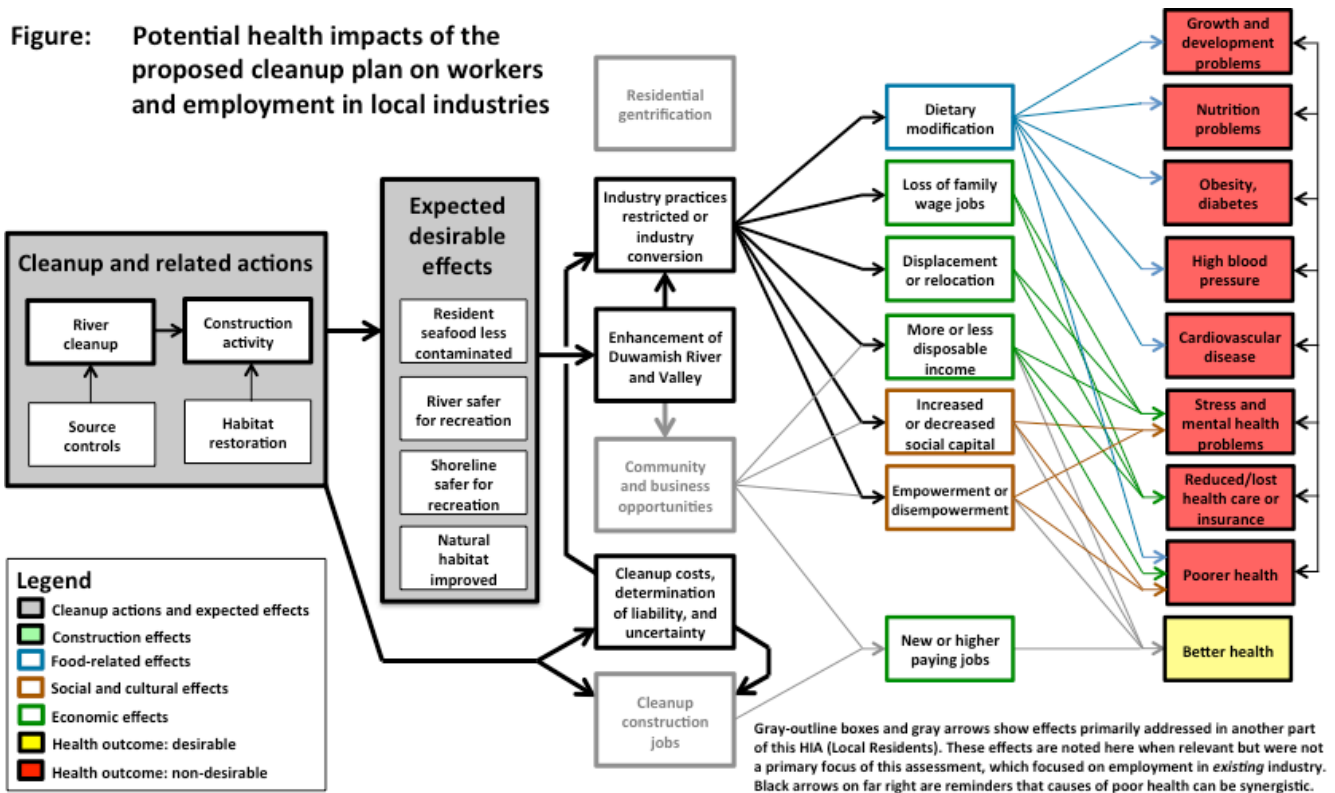 Figure: Potential health impacts of the
proposed cleanup plan on workers
and employment in local industries
Cleanup and related actions
River
cleanup
Construction
activity
Source
controls
Habitat
restoration
Expected
desirable
effects
Resident
seafood less
contaminated
River safer
for recreation
Shoreline
safer for
recreation
Natural
habitat
improved
Residential
gentrification
Industry practices
restricted or
industry
conversion
Enhancement of
Duwamish River
and Valley
Community
and business
opportunities
Cleanup costs,
determination
of liability, and
uncertainty
Cleanup
construction
jobs
Dietary
modification
Loss of family
wage jobs
Displacement
or relocation
More or less
disposable
income
Increased
or decreased
social capital
Empowerment or
disempowerment
New or higher
paying jobs
Growth and
development
problems
Nutrition
problems
Obesity,
diabetes
High blood
pressure
Cardiovascular
disease
Stress and
mental health
problems
Reduced/lost
health care or
insurance
Poorer health
Better health
Legend
Cleanup actions and expected effects
Construction effects
Food-related effects
Social and cultural effects
Economic effects
Health outcome: desirable
Health outcome: non-desirable
Gray-outline boxes and gray arrows show effects primarily addressed in another part
of this HIA (Local Residents). These effects are noted here when relevant but were not
a primary focus of this assessment, which focused on employment in existing industry.
Black arrows on far right are reminders that causes of poor health can be synergistic.